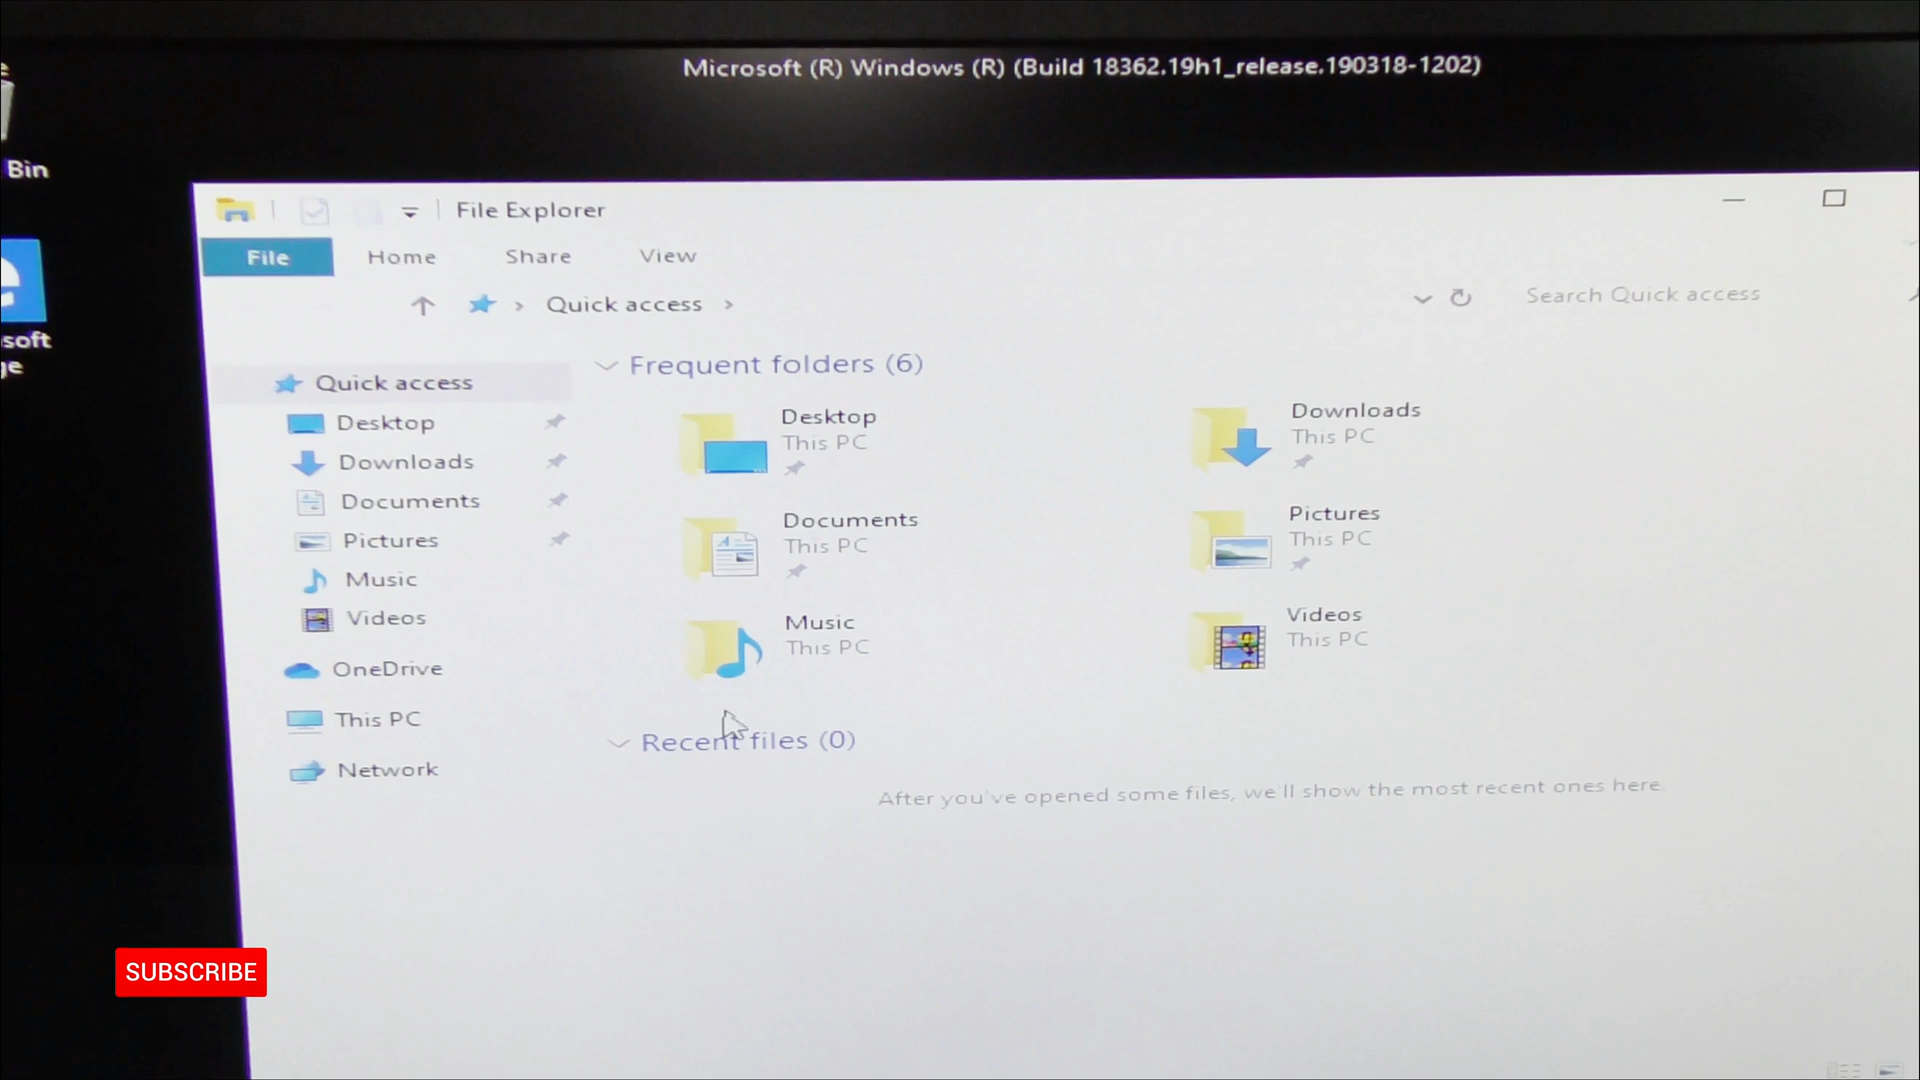 Microsoft (R) Windows (R) (Build 18362.19h1_release.190318-1202)
Bin
File Explorer
File Home Share View
Quick access
Search Quick access
Quick access
Desktop
Downloads
Documents
Pictures
Music
Videos
OneDrive
This PC
Network
Frequent folders (6)
Desktop
This PC
Downloads
This PC
Documents
This PC
Pictures
This PC
Music
This PC
Videos
This PC
Recent files (0)
After you've opened some files, we'll show the most recent ones here.
SUBSCRIBE